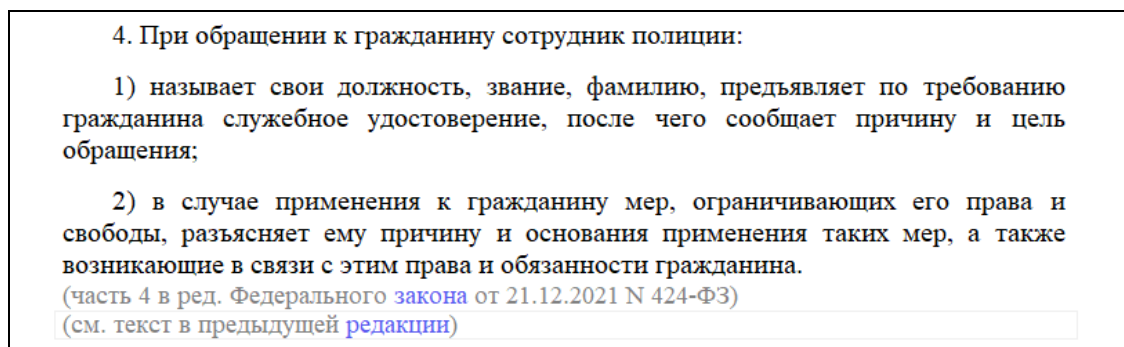 4. При обращении к гражданину сотрудник полиции:
1) называет свои должность, звание, фамилию, предъявляет по требованию
гражданина служебное удостоверение, после чего сообщает причину и цель
обращения;
2) в случае применения к гражданину мер, ограничивающих его права и
свободы, разъясняет ему причину и основания применения таких мер, а также
возникающие в связи с этим права и обязанности гражданина.
(часть 4 в ред. Федерального закона от 21.12.2021 N 424-ФЗ)
(см. текст в предыдущей редакции)